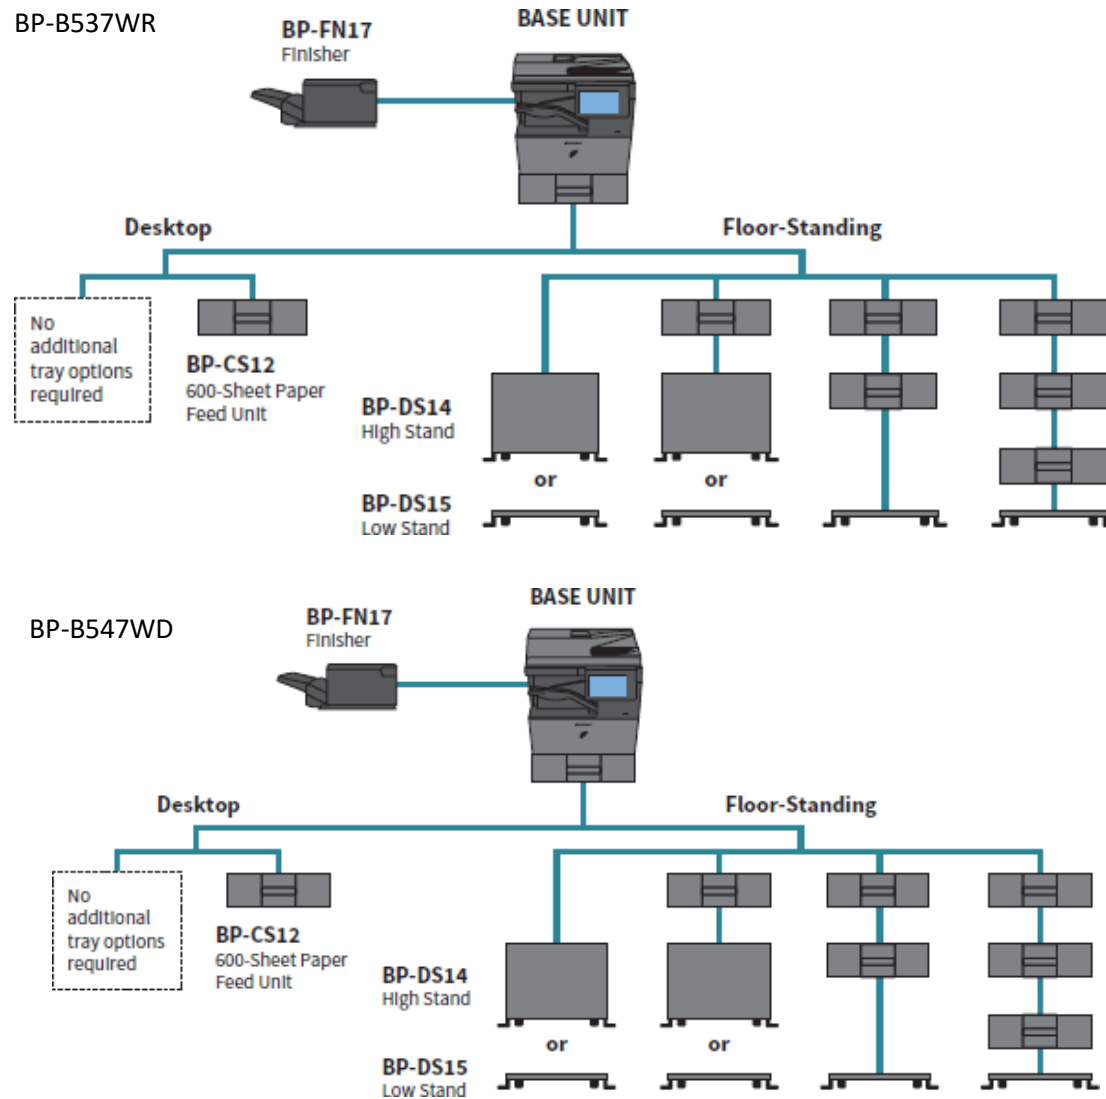 BP-B537WR
BASE UNIT
BP-FN17
Finisher
Desktop
Floor-Standing
No
additional
tray options
required
BP-CS12
600-Sheet Paper
Feed Unit
BP-DS14
High Stand
or
or
BP-DS15
Low Stand
BP-B547WD
BASE UNIT
BP-FN17
Finisher
Desktop
Floor-Standing
No
additional
tray options
required
BP-CS12
600-Sheet Paper
Feed Unit
BP-DS14
High Stand
or
or
BP-DS15
Low Stand